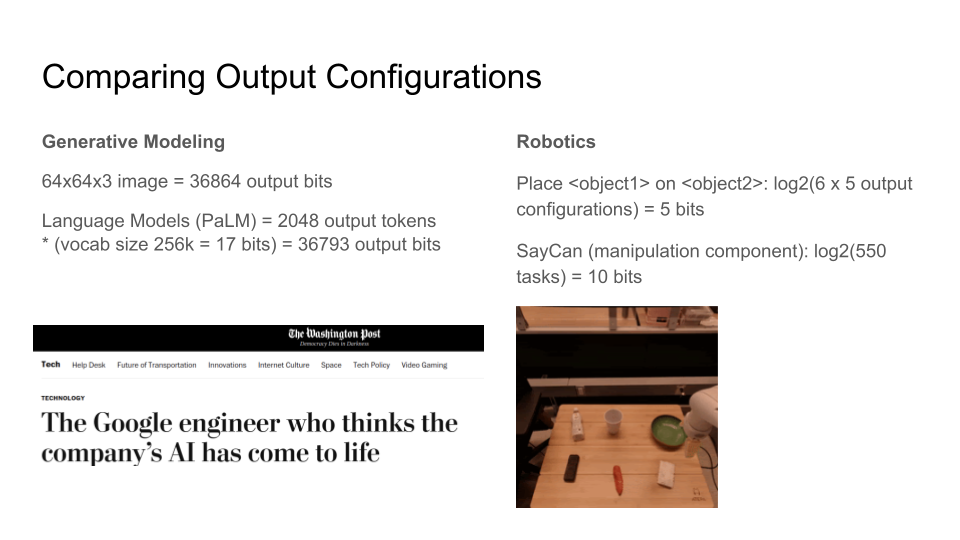 Comparing Output Configurations
Generative Modeling
64x64x3 image = 36864 output bits
Language Models (PaLM) = 2048 output tokens
* (vocab size 256k = 17 bits) = 36793 output bits
The Washington Post
Democracy Dies in Darkness
Tech Help Desk Future of Transportation Innovations Internet Culture Space Tech Policy Video Gaming
TECHNOLOGY
The Google engineer who thinks the
company’s AI has come to life
Robotics
Place <object1> on <object2>: log2(6 x 5 output
configurations) = 5 bits
SayCan (manipulation component): log2(550
tasks) = 10 bits